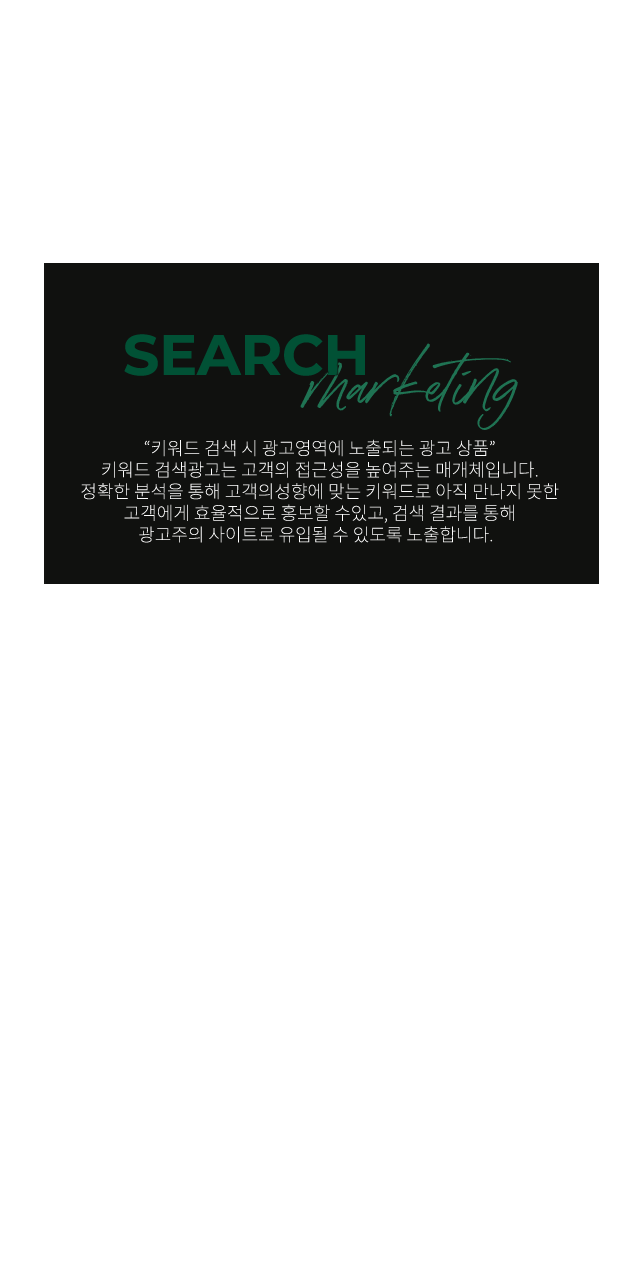 SEARCH
marketing
“키워드 검색 시 광고영역에 노출되는 광고 상품”
키워드 검색광고는 고객의 접근성을 높여주는 매개체입니다.
정확한 분석을 통해 고객의성향에 맞는 키워드로 아직 만나지 못한
고객에게 효율적으로 홍보할 수있고, 검색 결과를 통해
광고주의 사이트로 유입될 수 있도록 노출합니다.